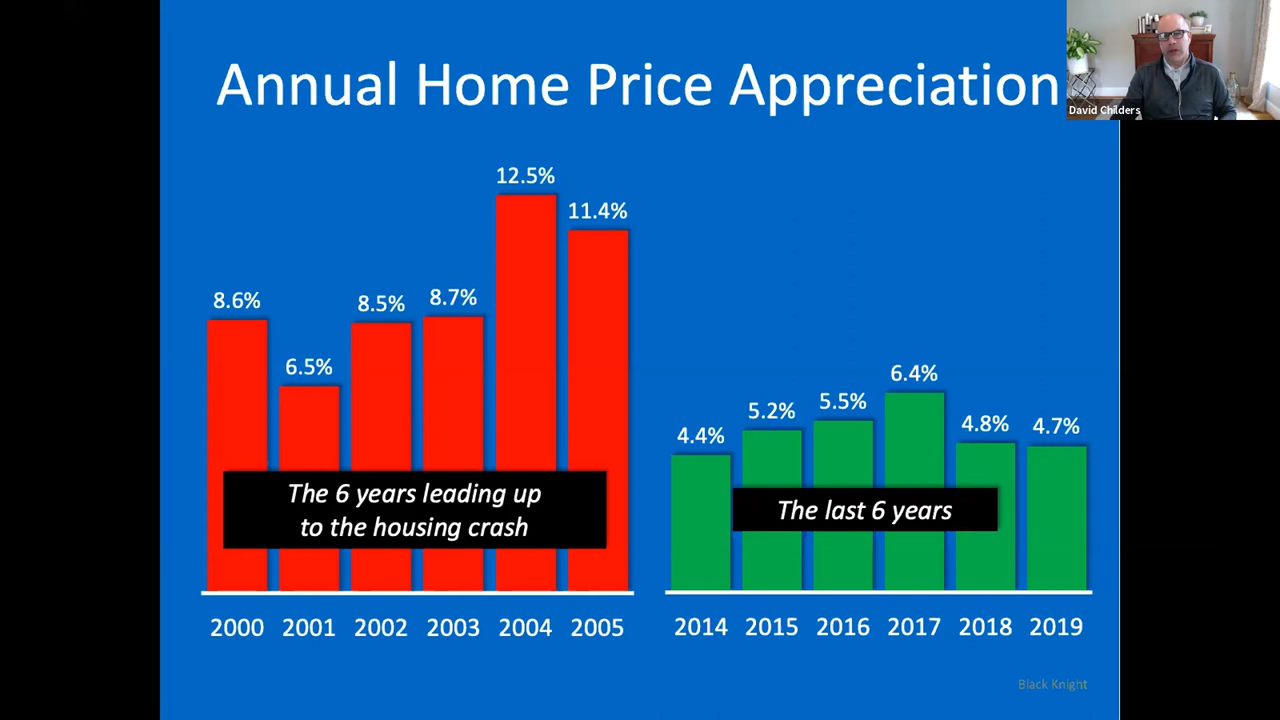 Annual Home Price Appreciation
David Childers
12.5%
11.4%
8.6%
8.5%
8.7%
6.5%
6.4%
5.5%
5.2%
4.4%
4.8%
4.7%
The 6 years leading up
to the housing crash
The last 6 years
2000 2001 2002 2003 2004 2005
2014 2015 2016 2017 2018 2019
Black Knight